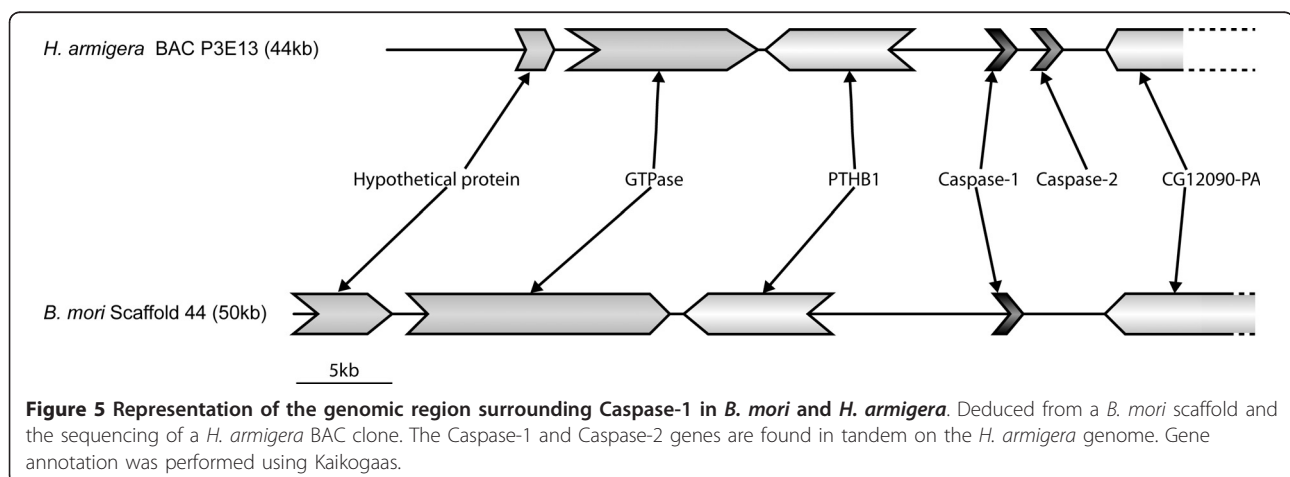 H. armigera BAC P3E13 (44kb)
Hypothetical protein GTPase PTHB1 Caspase-1 Caspase-2 CG12090-PA
B. mori Scaffold 44 (50kb)
5kb
Figure 5 Representation of the genomic region surrounding Caspase-1 in B. mori and H. armigera. Deduced from a B. mori scaffold and
the sequencing of a H. armigera BAC clone. The Caspase-1 and Caspase-2 genes are found in tandem on the H. armigera genome. Gene
annotation was performed using Kaikogaas.